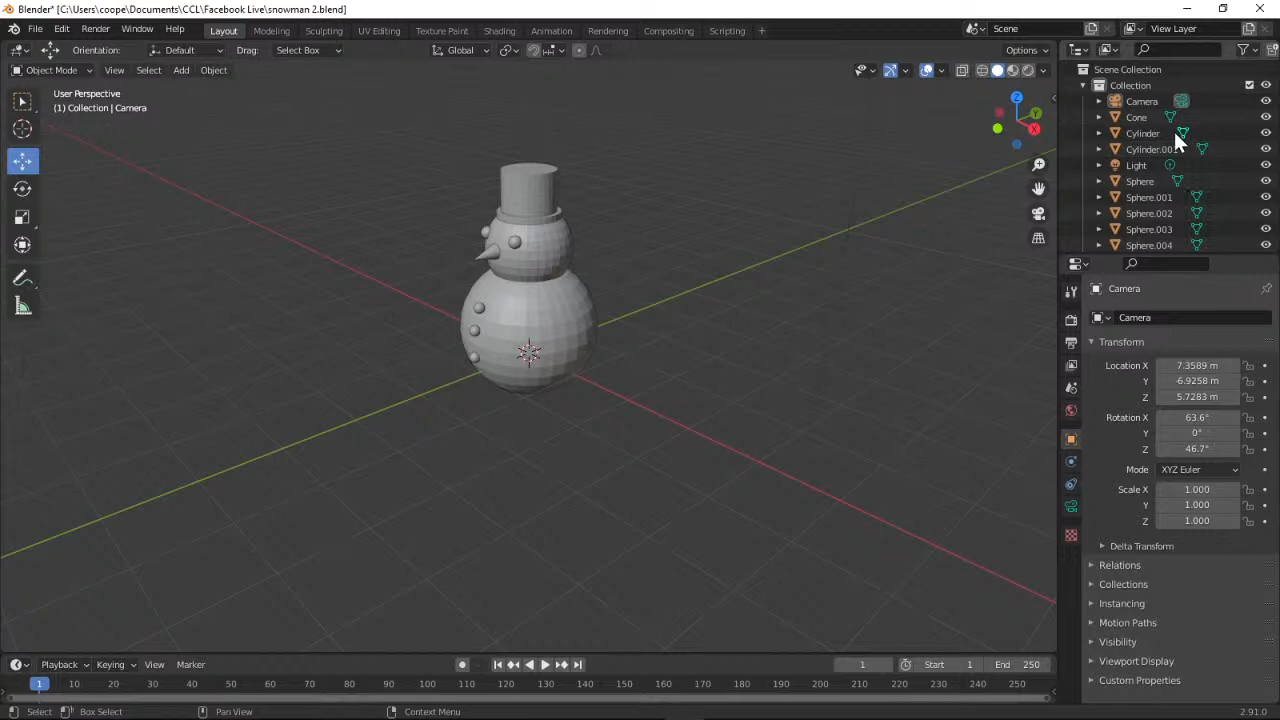 Blender* [C:\Users\coope\Documents\CCL\Facebook Live\snowman 2.blend]
File Edit Render Window Help Layout Modeling Sculpting UV Editing Texture Paint Shading Animation Rendering Compositing Scripting + Scene View Layer
Orientation: Default Drag: Select Box Global Options
Object Mode View Select Add Object
User Perspective
(1) Collection | Camera
Z
Y
X
Scene Collection
Collection
Camera
Cone
Cylinder
Light
Sphere
Sphere.001
Sphere.002
Sphere.003
Sphere.004
Camera
Camera
Transform
Location X 7.3589 m
Y -6.9258 m
Z 5.7283 m
Rotation X 63.6°
Y 0°
Z 46.7°
Mode XYZ Euler
Scale X 1.000
Y 1.000
Z 1.000
Delta Transform
Relations
Collections
Instancing
Motion Paths
Visibility
Viewport Display
Custom Properties
Playback Keying View Marker 1 Start 1 End 250
1 10 20 30 40 50 60 70 80 90 100 110 120 130 140 150 160 170 180 190 200 210 220 230 240 250
Select Box Select Pan View Context Menu 2.91.0